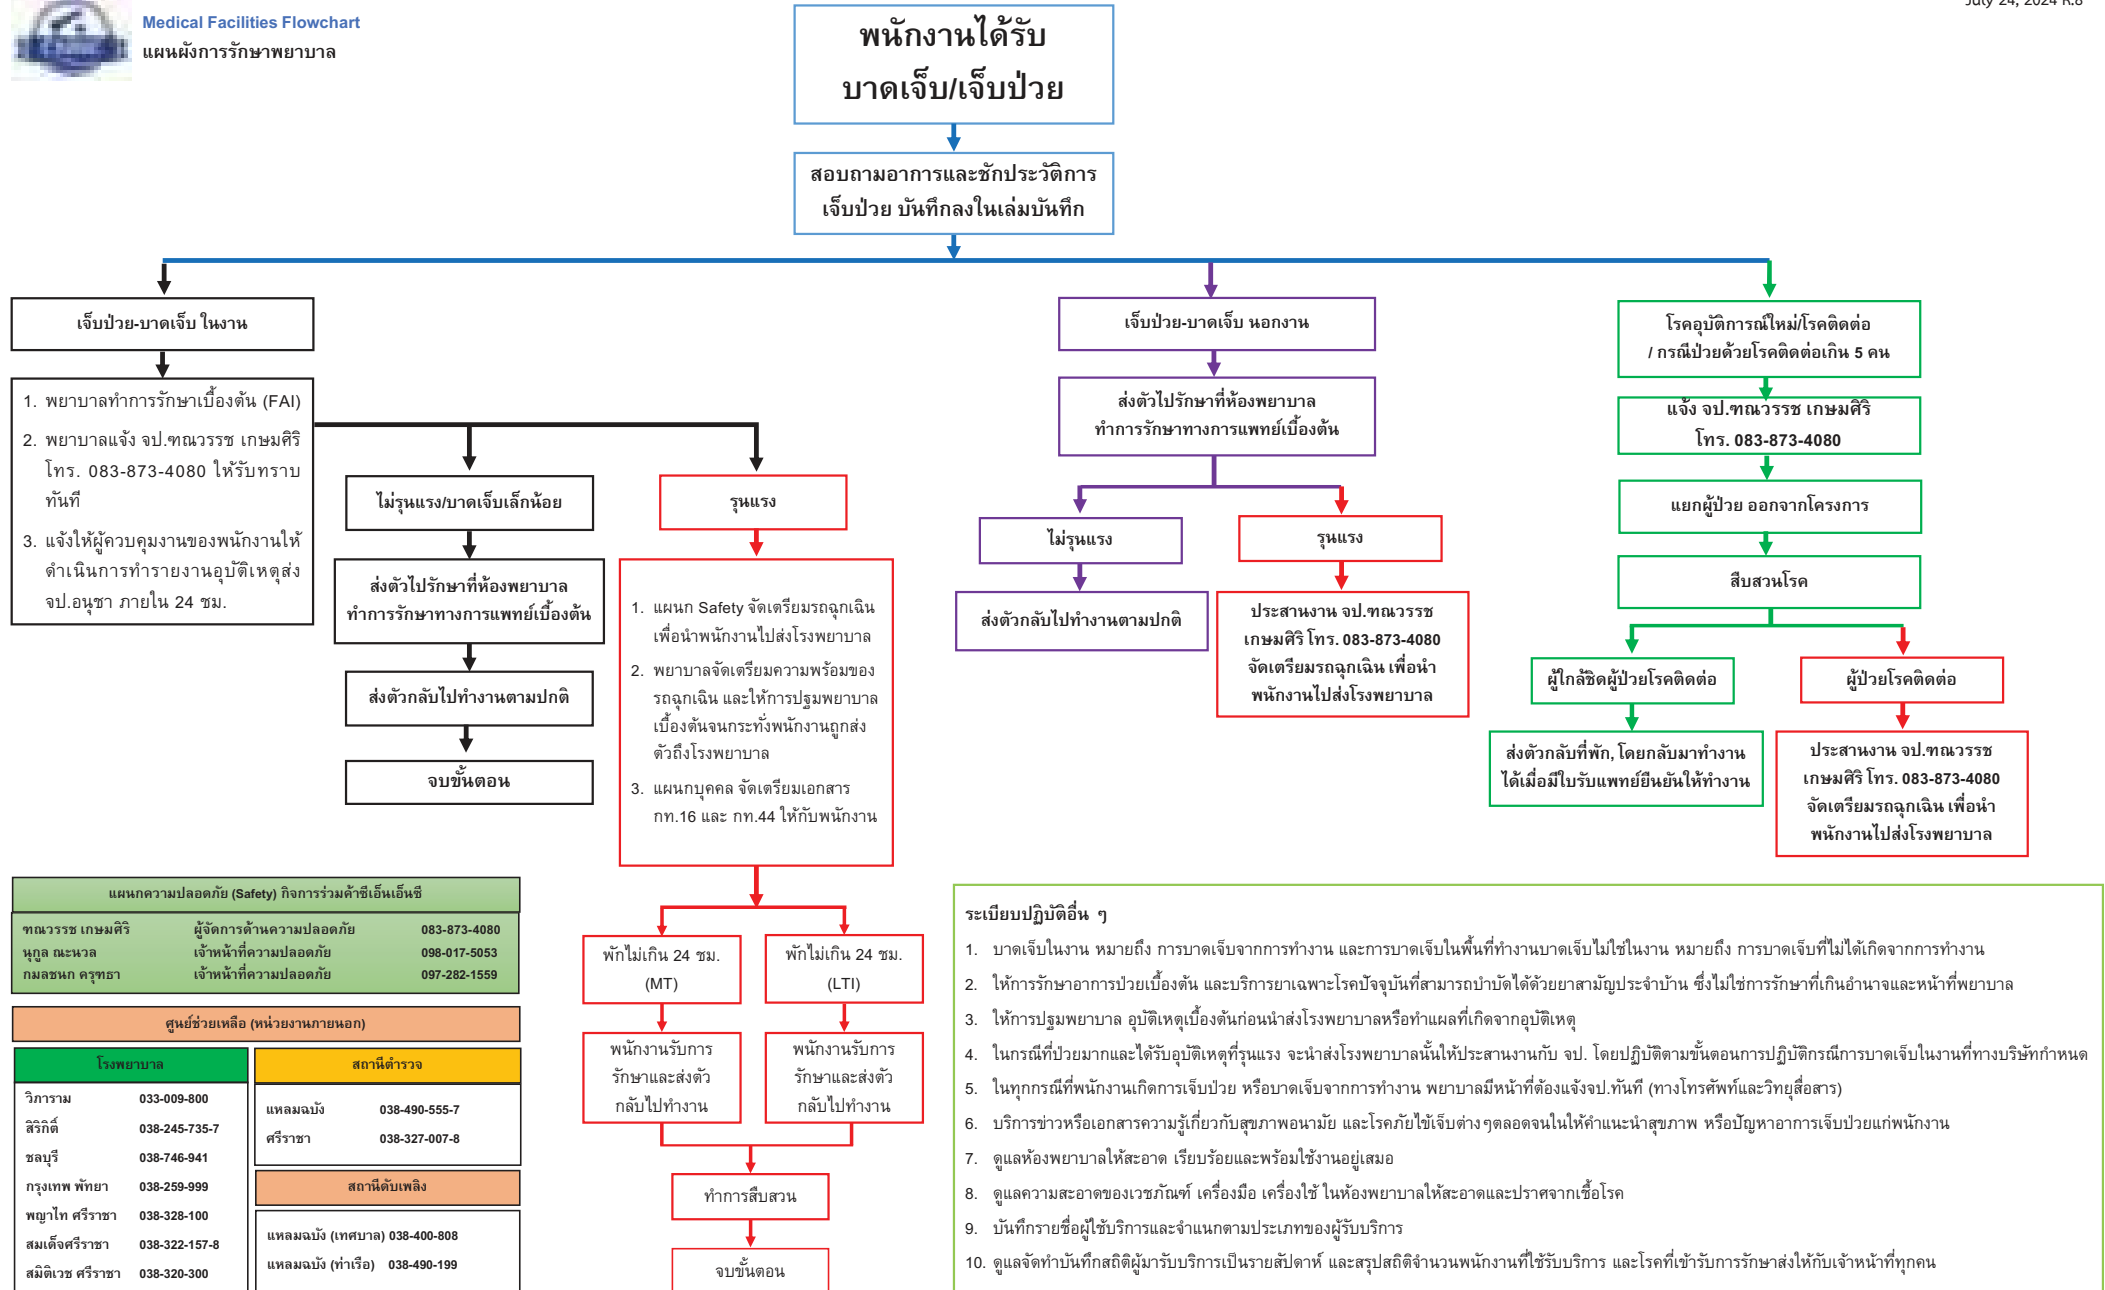 Medical Facilities Flowchart
แผนผังการรักษาพยาบาล
July 24, 2024 R.8
พนักงานได้รับ
บาดเจ็บ/เจ็บป่วย
สอบถามอาการและซักประวัติการ
เจ็บป่วย บันทึกลงในเล่มบันทึก
เจ็บป่วย-บาดเจ็บ ในงาน
1. พยาบาลทำการรักษาเบื้องต้น (FAI)
2. พยาบาลแจ้ง จป.ฑณวรรช เกษมศิริ
โทร. 083-873-4080 ให้รับทราบ
ทันที
3. แจ้งให้ผู้ควบคุมงานของพนักงานให้
ดำเนินการทำรายงานอุบัติเหตุส่ง
จป.อนุชา ภายใน 24 ชม.
ไม่รุนแรง/บาดเจ็บเล็กน้อย
ส่งตัวไปรักษาที่ห้องพยาบาล
ทำการรักษาทางการแพทย์เบื้องต้น
ส่งตัวกลับไปทำงานตามปกติ
จบขั้นตอน
รุนแรง
1. แผนก Safety จัดเตรียมรถฉุกเฉิน
เพื่อนำพนักงานไปส่งโรงพยาบาล
2. พยาบาลจัดเตรียมความพร้อมของ
รถฉุกเฉิน และให้การปฐมพยาบาล
เบื้องต้นจนกระทั่งพนักงานถูกส่ง
ตัวถึงโรงพยาบาล
3. แผนกบุคคล จัดเตรียมเอกสาร
กท.16 และ กท.44 ให้กับพนักงาน
พักไม่เกิน 24 ชม.
(MT)
พักไม่เกิน 24 ชม.
(LTI)
พนักงานรับการ
รักษาและส่งตัว
กลับไปทำงาน
พนักงานรับการ
รักษาและส่งตัว
กลับไปทำงาน
ทำการสืบสวน
จบขั้นตอน
เจ็บป่วย-บาดเจ็บ นอกงาน
ส่งตัวไปรักษาที่ห้องพยาบาล
ทำการรักษาทางการแพทย์เบื้องต้น
ไม่รุนแรง
ส่งตัวกลับไปทำงานตามปกติ
รุนแรง
ประสานงาน จป.ฑณวรรช
เกษมศิริ โทร. 083-873-4080
จัดเตรียมรถฉุกเฉิน เพื่อนำ
พนักงานไปส่งโรงพยาบาล
โรคอุบัติการณ์ใหม่/โรคติดต่อ
/ กรณีป่วยด้วยโรคติดต่อเกิน 5 คน
แจ้ง จป.ฑณวรรช เกษมศิริ
โทร. 083-873-4080
แยกผู้ป่วย ออกจากโครงการ
สืบสวนโรค
ผู้ใกล้ชิดผู้ป่วยโรคติดต่อ
ส่งตัวกลับที่พัก, โดยกลับมาทำงาน
ได้เมื่อมีใบรับแพทย์ยืนยันให้ทำงาน
ผู้ป่วยโรคติดต่อ
ประสานงาน จป.ฑณวรรช
เกษมศิริ โทร. 083-873-4080
จัดเตรียมรถฉุกเฉิน เพื่อนำ
พนักงานไปส่งโรงพยาบาล
แผนกความปลอดภัย (Safety) กิจการร่วมค้าซีเอ็นเอ็นซี
ฑณวรรช เกษมศิริ ผู้จัดการด้านความปลอดภัย 083-873-4080
นุกูล ณะนวล เจ้าหน้าที่ความปลอดภัย 098-017-5053
กมลชนก ครุฑธา เจ้าหน้าที่ความปลอดภัย 097-282-1559
ศูนย์ช่วยเหลือ (หน่วยงานภายนอก)
โรงพยาบาล
วิภาราม 033-009-800
สิริกิติ์ 038-245-735-7
ชลบุรี 038-746-941
กรุงเทพ พัทยา 038-259-999
พญาไท ศรีราชา 038-328-100
สมเด็จศรีราชา 038-322-157-8
สมิติเวช ศรีราชา 038-320-300
สถานีตำรวจ
แหลมฉบัง 038-490-555-7
ศรีราชา 038-327-007-8
สถานีดับเพลิง
แหลมฉบัง (เทศบาล) 038-400-808
แหลมฉบัง (ท่าเรือ) 038-490-199
ระเบียบปฏิบัติอื่น ๆ
1. บาดเจ็บในงาน หมายถึง การบาดเจ็บจากการทำงาน และการบาดเจ็บในพื้นที่ทำงานบาดเจ็บไม่ใช่ในงาน หมายถึง การบาดเจ็บที่ไม่ได้เกิดจากการทำงาน
2. ให้การรักษาอาการป่วยเบื้องต้น และบริการยาเฉพาะโรคปัจจุบันที่สามารถบำบัดได้ด้วยยาสามัญประจำบ้าน ซึ่งไม่ใช่การรักษาที่เกินอำนาจและหน้าที่พยาบาล
3. ให้การปฐมพยาบาล อุบัติเหตุเบื้องต้นก่อนนำส่งโรงพยาบาลหรือทำแผลที่เกิดจากอุบัติเหตุ
4. ในกรณีที่ป่วยมากและได้รับอุบัติเหตุที่รุนแรง จะนำส่งโรงพยาบาลนั้นให้ประสานงานกับ จป. โดยปฏิบัติตามขั้นตอนการปฏิบัติกรณีการบาดเจ็บในงานที่ทางบริษัทกำหนด
5. ในทุกกรณีที่พนักงานเกิดการเจ็บป่วย หรือบาดเจ็บจากการทำงาน พยาบาลมีหน้าที่ต้องแจ้งจป.ทันที (ทางโทรศัพท์และวิทยุสื่อสาร)
6. บริการข่าวหรือเอกสารความรู้เกี่ยวกับสุขภาพอนามัย และโรคภัยไข้เจ็บต่างๆตลอดจนในให้คำแนะนำสุขภาพ หรือปัญหาอาการเจ็บป่วยแก่พนักงาน
7. ดูแลห้องพยาบาลให้สะอาด เรียบร้อยและพร้อมใช้งานอยู่เสมอ
8. ดูแลความสะอาดของเวชภัณฑ์ เครื่องมือ เครื่องใช้ ในห้องพยาบาลให้สะอาดและปราศจากเชื้อโรค
9. บันทึกรายชื่อผู้ใช้บริการและจำแนกตามประเภทของผู้รับบริการ
10. ดูแลจัดทำบันทึกสถิติผู้มารับบริการเป็นรายสัปดาห์ และสรุปสถิติจำนวนพนักงานที่ใช้รับบริการ และโรคที่เข้ารับการรักษาส่งให้กับเจ้าหน้าที่ทุกคน